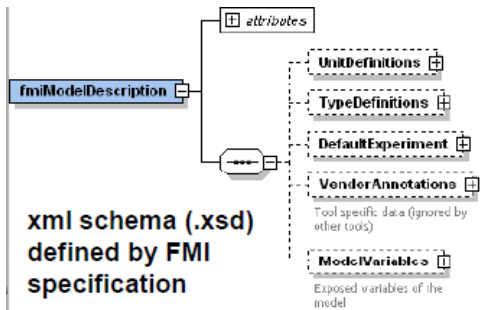 attributes
UnitDefinitions
fmiModelDescription
TypeDefinitions
DefaultExperiment
VendorAnnotations
Tool specific data (ignored by
other tools)
ModelVariables
Exposed variables of the
model
xml schema (.xsd)
defined by FMI
specification